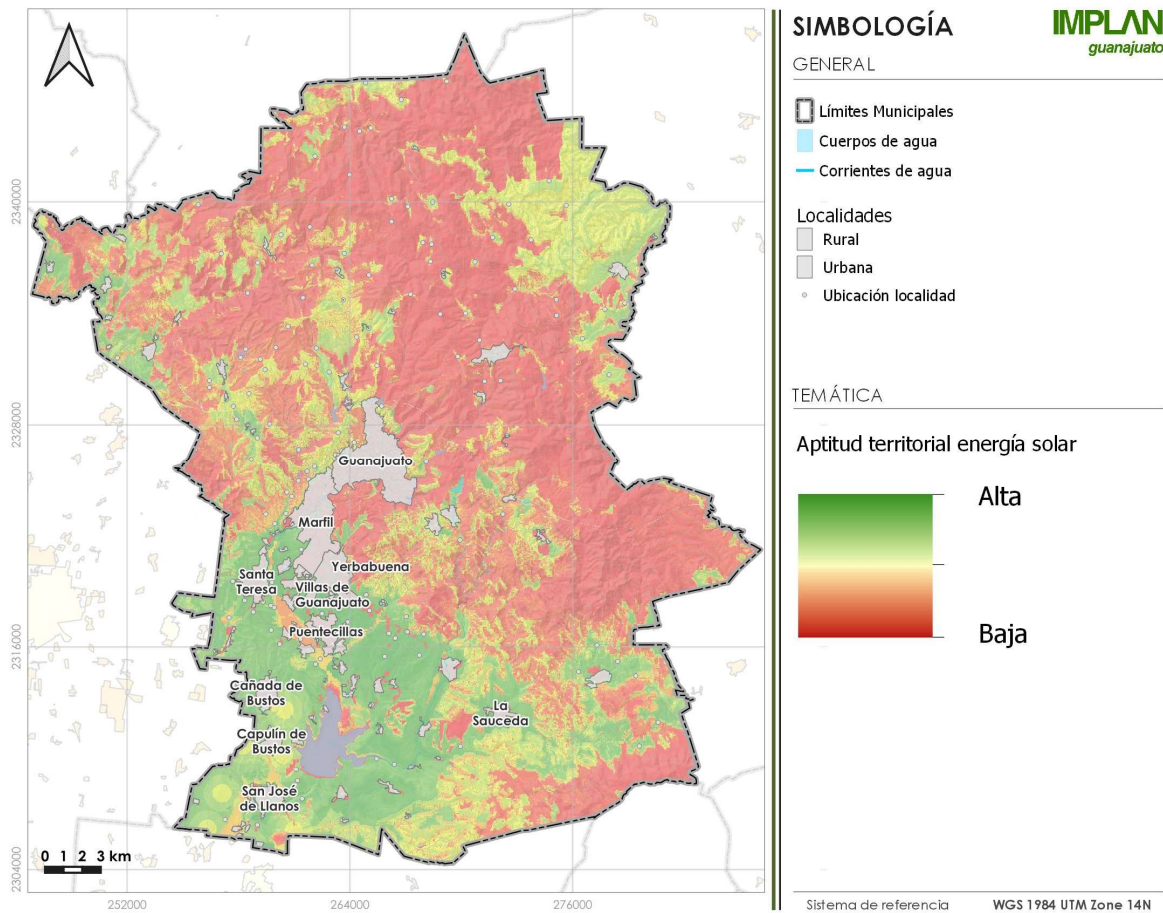 2340000
2328000
2316000
2304000
252000
264000
276000
Guanajuato
Marfil
Yerbabuena
Santa
Teresa
Villas de
Guanajuato
Puentecillas
Cañada de
Bustos
Capulín de
Bustos
La
Sauceda
San José
de Llanos
0 1 2 3 km
SIMBOLOGÍA
IMPLAN
guanajuato
GENERAL
Límites Municipales
Cuerpos de agua
Corrientes de agua
Localidades
Rural
Urbana
Ubicación localidad
TEMÁTICA
Aptitud territorial energía solar
Alta
Baja
Sistema de referencia WGS 1984 UTM Zone 14N